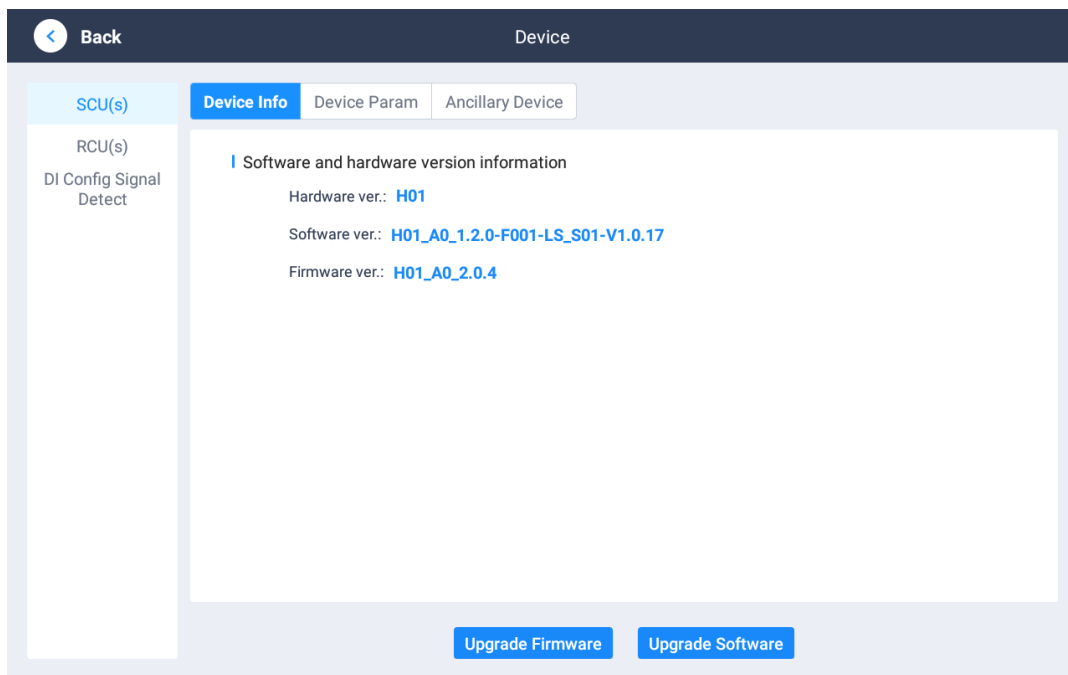 Back
Device
SCU(s)
RCU(s)
DI Config Signal
Detect
Device Info
Device Param
Ancillary Device
Software and hardware version information
Hardware ver.: H01
Software ver.: H01_A0_1.2.0-F001-LS_S01-V1.0.17
Firmware ver.: H01_A0_2.0.4
Upgrade Firmware
Upgrade Software